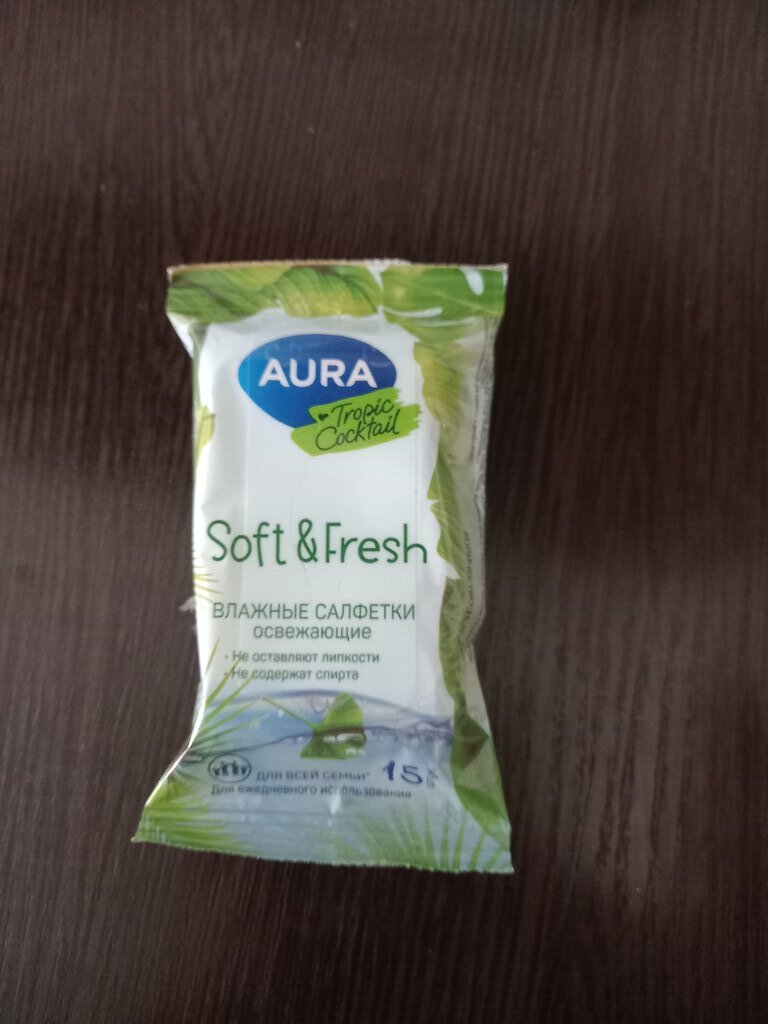 AURA
Tropic
Cocktail
Soft & Fresh
ВЛАЖНЫЕ САЛФЕТКИ
освежающие
• Не оставляют липкости
• Не содержат спирта
ДЛЯ ВСЕЙ СЕМЬИ* 15
Для ежедневного использования